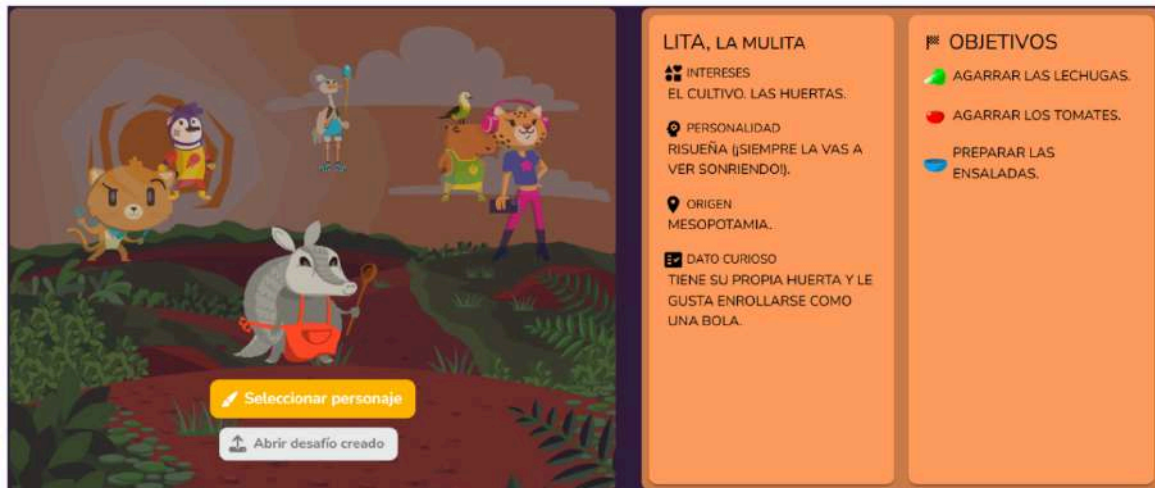 LITA, LA MULITA
INTERESES
EL CULTIVO. LAS HUERTAS.
PERSONALIDAD
RISUEÑA (¡SIEMPRE LA VAS A
VER SONRIENDO!).
ORIGEN
MESOPOTAMIA.
DATO CURIOSO
TIENE SU PROPIA HUERTA Y LE
GUSTA ENROLLARSE COMO
UNA BOLA.
OBJETIVOS
AGARRAR LAS LECHUGAS.
AGARRAR LOS TOMATES.
PREPARAR LAS
ENSALADAS.
Seleccionar personaje
Abrir desafío creado